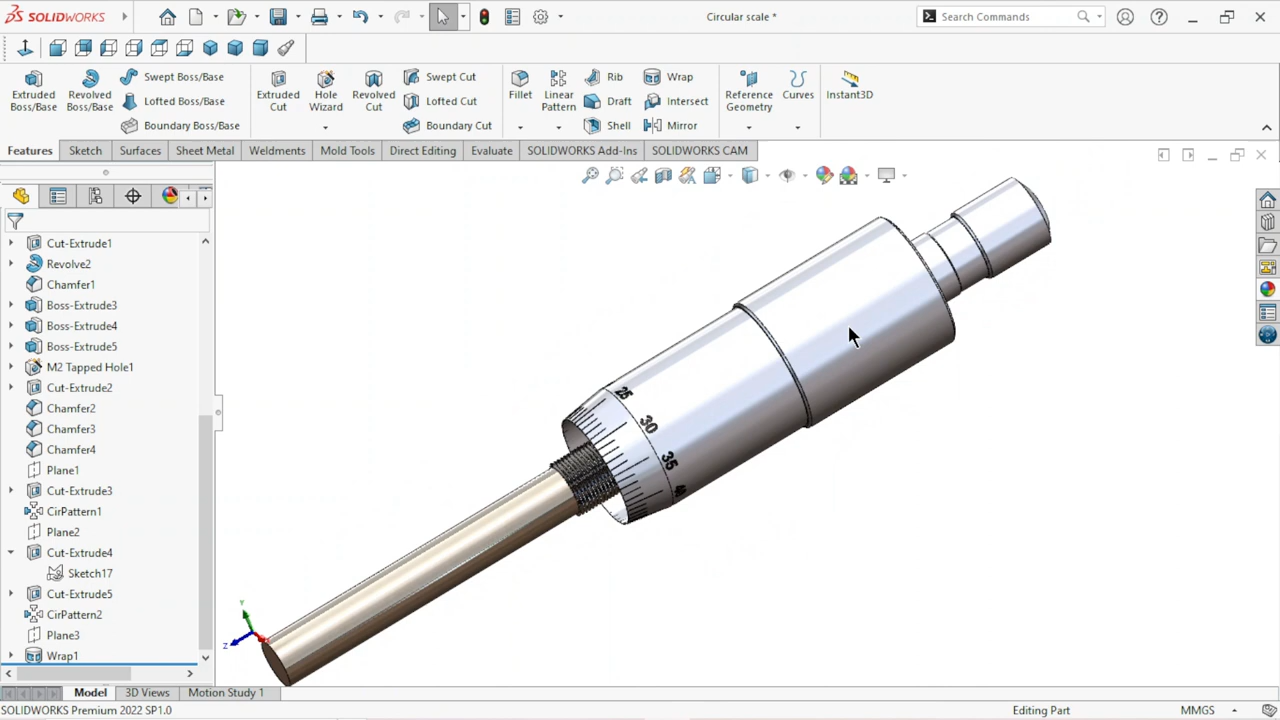 SOLIDWORKS
Circular scale *
Search Commands
Extruded Boss/Base
Revolved Boss/Base
Swept Boss/Base
Lofted Boss/Base
Boundary Boss/Base
Extruded Cut
Hole Wizard
Revolved Cut
Swept Cut
Lofted Cut
Boundary Cut
Fillet
Linear Pattern
Rib
Draft
Shell
Wrap
Intersect
Mirror
Reference Geometry
Curves
Instant3D
Features
Sketch
Surfaces
Sheet Metal
Weldments
Mold Tools
Direct Editing
Evaluate
SOLIDWORKS Add-Ins
SOLIDWORKS CAM
Cut-Extrude1
Revolve2
Chamfer1
Boss-Extrude3
Boss-Extrude4
Boss-Extrude5
M2 Tapped Hole1
Cut-Extrude2
Chamfer2
Chamfer3
Chamfer4
Plane1
Cut-Extrude3
CirPattern1
Plane2
Cut-Extrude4
Sketch17
Cut-Extrude5
CirPattern2
Plane3
Wrap1
25
30
35
40
Y
Z
Model
3D Views
Motion Study 1
SOLIDWORKS Premium 2022 SP1.0
Editing Part
MMGS